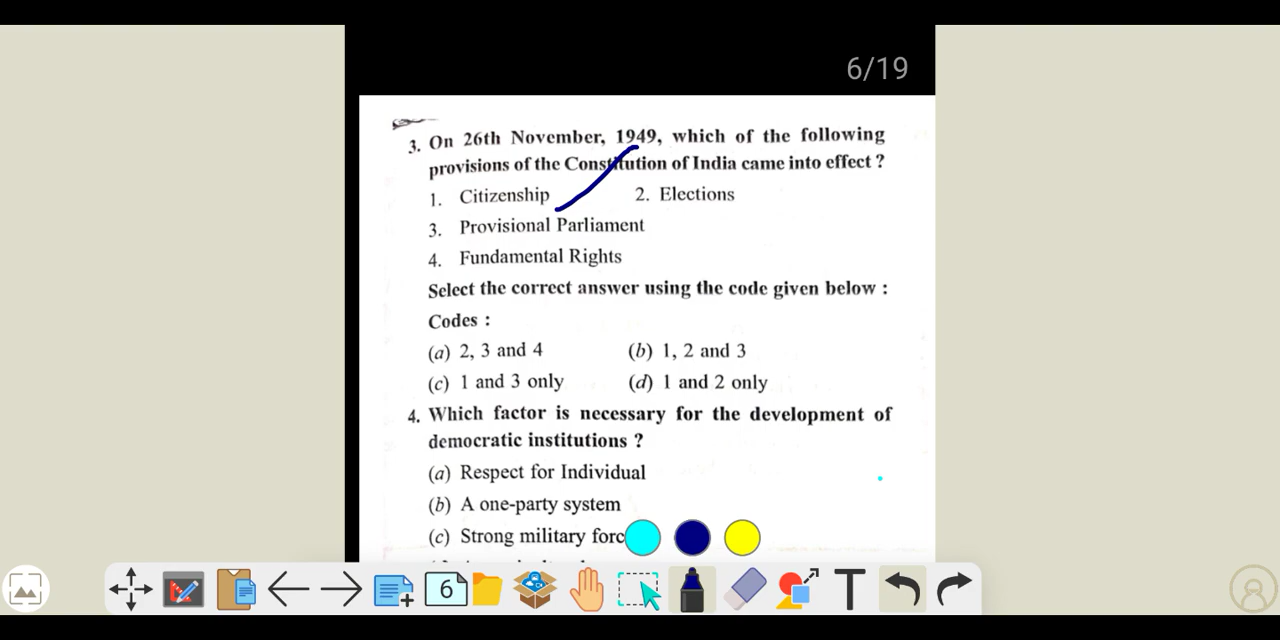 6/19
3. On 26th November, 1949, which of the following
provisions of the Constitution of India came into effect ?
1. Citizenship 2. Elections
3. Provisional Parliament
4. Fundamental Rights
Select the correct answer using the code given below :
Codes :
(a) 2, 3 and 4 (b) 1, 2 and 3
(c) 1 and 3 only (d) 1 and 2 only
4. Which factor is necessary for the development of
democratic institutions ?
(a) Respect for Individual
(b) A one-party system
(c) Strong military forc
6 T